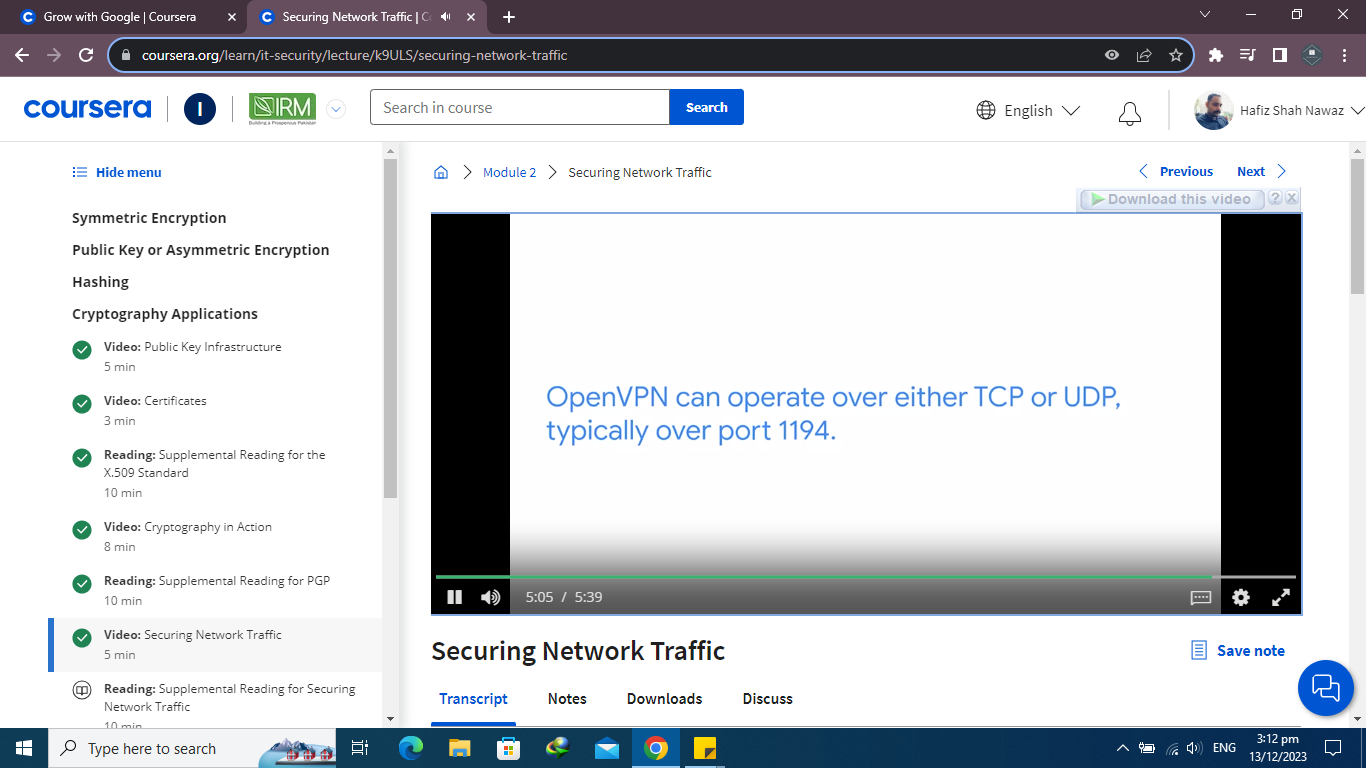 Grow with Google | Coursera
Securing Network Traffic | C
coursera.org/learn/it-security/lecture/k9ULS/securing-network-traffic
coursera
I
IRM
Building a Prosperous Pakistan
Search in course
Search
English
Hafiz Shah Nawaz
Hide menu
Module 2
Securing Network Traffic
Previous
Next
Download this video ?
Symmetric Encryption
Public Key or Asymmetric Encryption
Hashing
Cryptography Applications
Video: Public Key Infrastructure
5 min
Video: Certificates
3 min
Reading: Supplemental Reading for the
X.509 Standard
10 min
Video: Cryptography in Action
8 min
Reading: Supplemental Reading for PGP
10 min
Video: Securing Network Traffic
5 min
Reading: Supplemental Reading for Securing
Network Traffic
10 min
OpenVPN can operate over either TCP or UDP,
typically over port 1194.
5:05 / 5:39
Securing Network Traffic
Save note
Transcript
Notes
Downloads
Discuss
Type here to search
ENG
3:12 pm
13/12/2023